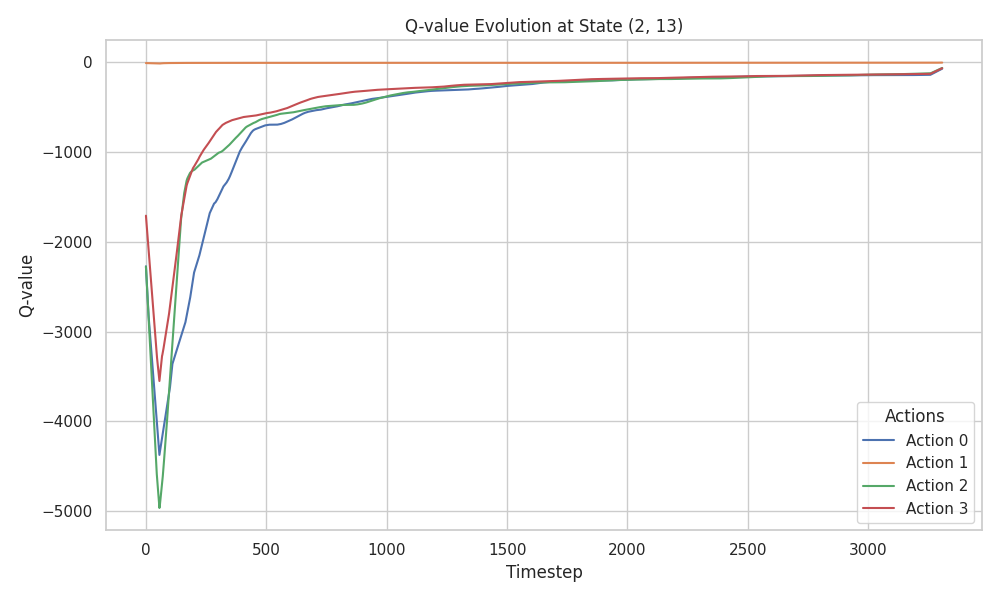 Q-value Evolution at State (2, 13)
Q-value
0
−1000
−2000
−3000
−4000
−5000
0
500
1000
1500
2000
2500
3000
Timestep
Actions
Action 0
Action 1
Action 2
Action 3